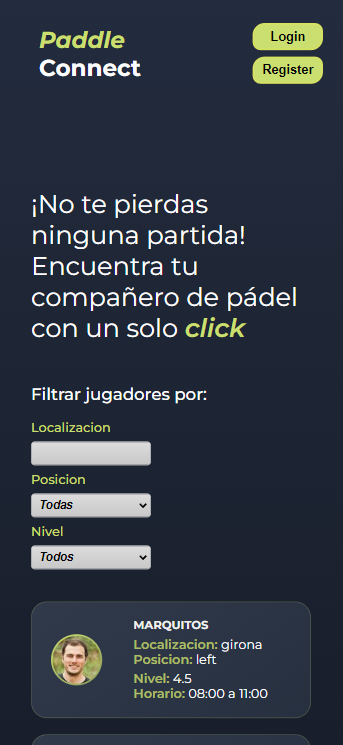 Paddle
Connect
Login
Register
¡No te pierdas
ninguna partida!
Encuentra tu
compañero de pádel
con un solo click
Filtrar jugadores por:
Localizacion
Posicion
Todas
Nivel
Todos
MARQUITOS
Localizacion: girona
Posicion: left
Nivel: 4.5
Horario: 08:00 a 11:00